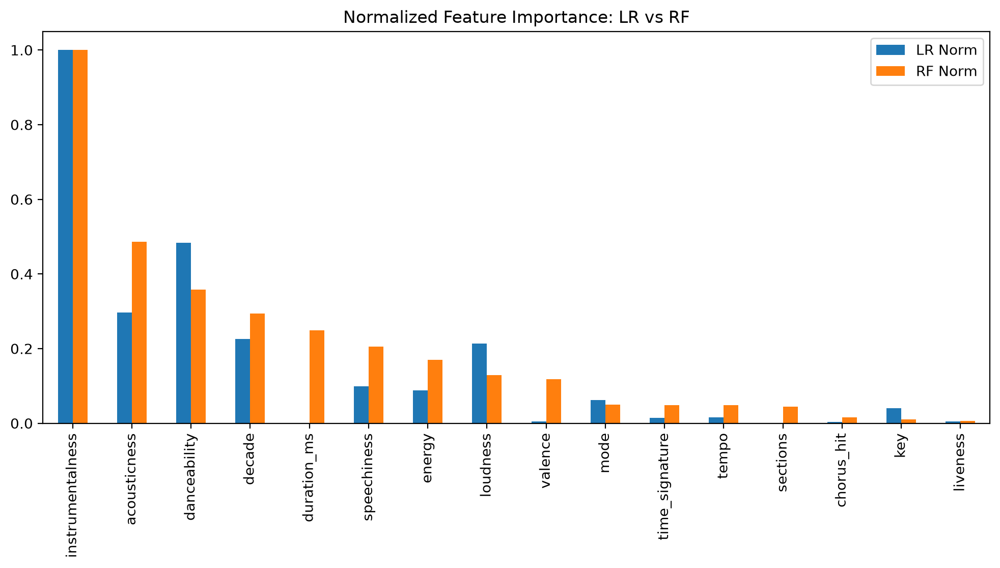 Normalized Feature Importance: LR vs RF
LR Norm
RF Norm
1.0
0.8
0.6
0.4
0.2
0.0
instrumentalness
acousticness
danceability
decade
duration_ms
speechiness
energy
loudness
valence
mode
time_signature
tempo
sections
chorus_hit
key
liveness